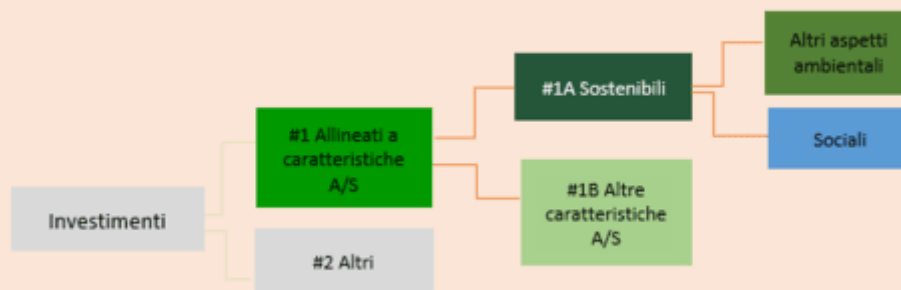 Investimenti
#1 Allineati a
caratteristiche
A/S
#2 Altri
#1A Sostenibili
#1B Altre
caratteristiche
A/S
Altri aspetti
ambientali
Sociali